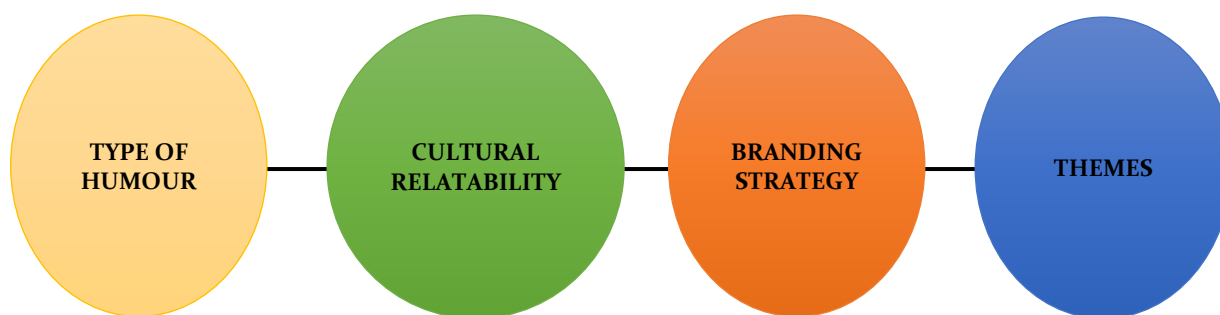 TYPE OF
HUMOUR
CULTURAL
RELATABILITY
BRANDING
STRATEGY
THEMES